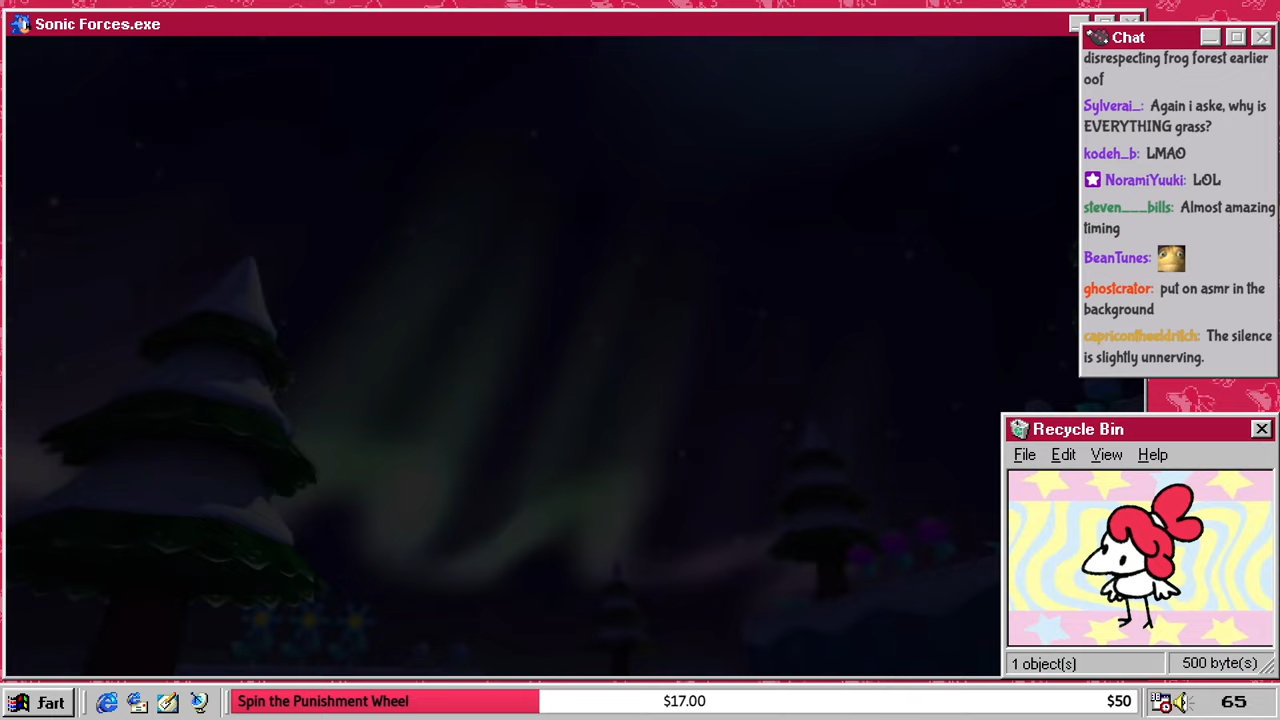 Sonic Forces.exe
Chat
disrespecting frog forest earlier
oof
Sylverai_: Again i aske, why is
EVERYTHING grass?
kodeh_b: LMAO
NoramiYuuki: LOL
steven___bills: Almost amazing
timing
BeanTunes:
ghostcrator: put on asmr in the
background
capricontheeldritch: The silence
is slightly unnerving.
Recycle Bin
File Edit View Help
1 object(s) 500 byte(s)
fart
Spin the Punishment Wheel $17.00 $50
65